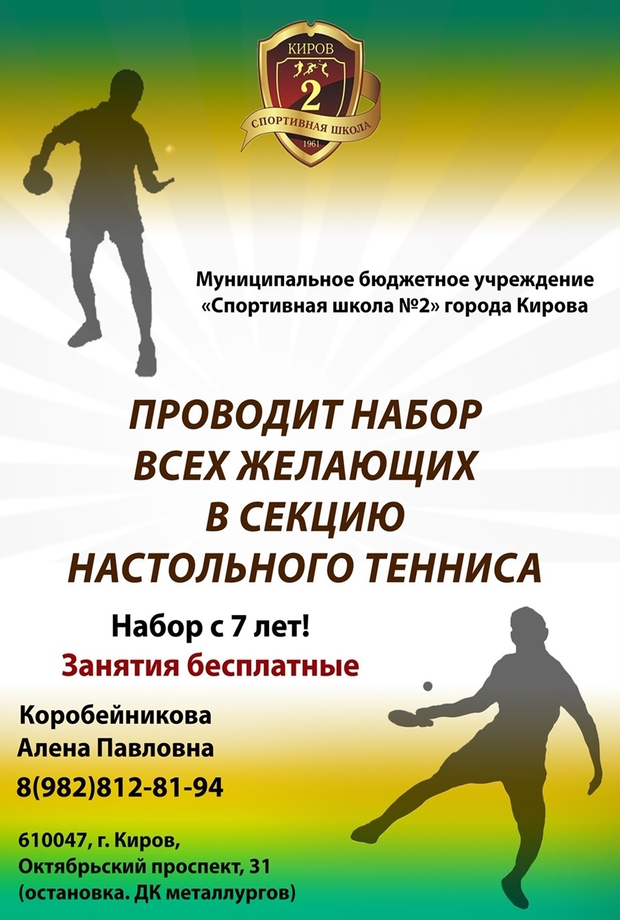 КИРОВ
2
СПОРТИВНАЯ ШКОЛА
1961
Муниципальное бюджетное учреждение
«Спортивная школа №2» города Кирова
ПРОВОДИТ НАБОР
ВСЕХ ЖЕЛАЮЩИХ
В СЕКЦИЮ
НАСТОЛЬНОГО ТЕННИСА
Набор с 7 лет!
Занятия бесплатные
Коробейникова
Алена Павловна
8(982)812-81-94
610047, г. Киров,
Октябрьский проспект, 31
(остановка. ДК металлургов)